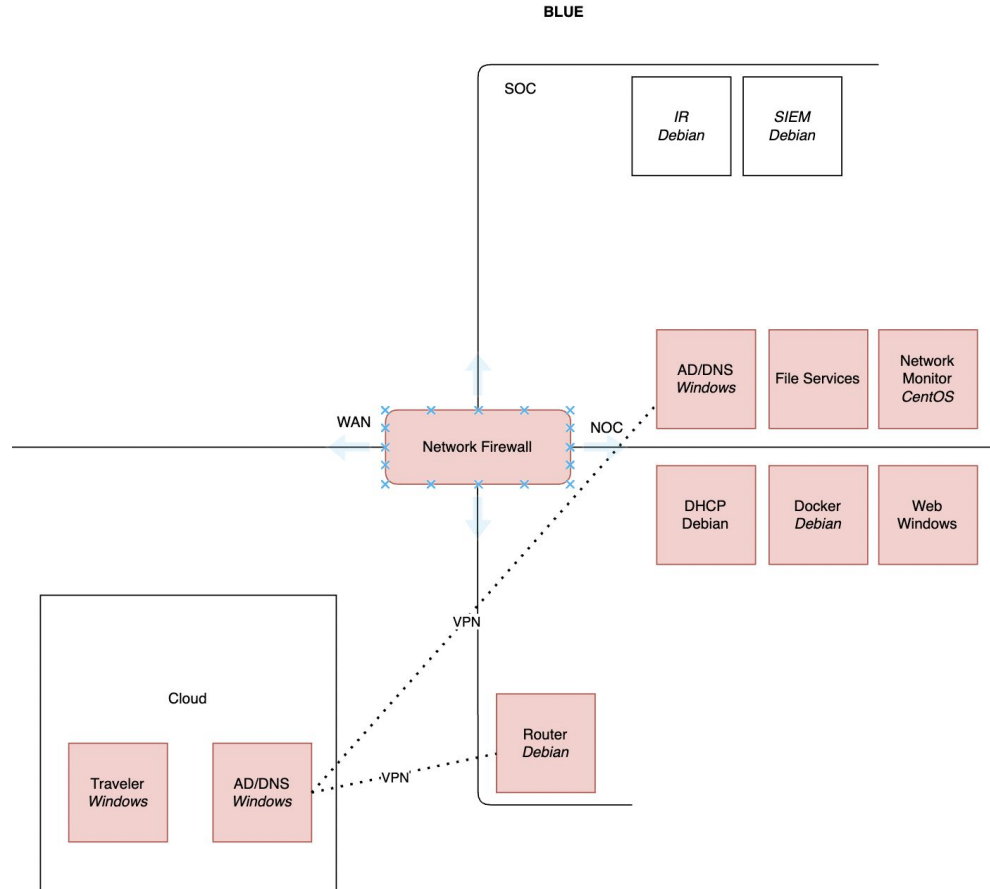 BLUE
SOC
IR
Debian
SIEM
Debian
WAN
Network Firewall
NOC
AD/DNS
Windows
File Services
Network
Monitor
CentOS
DHCP
Debian
Docker
Debian
Web
Windows
VPN
Cloud
Traveler
Windows
AD/DNS
Windows
VPN
Router
Debian